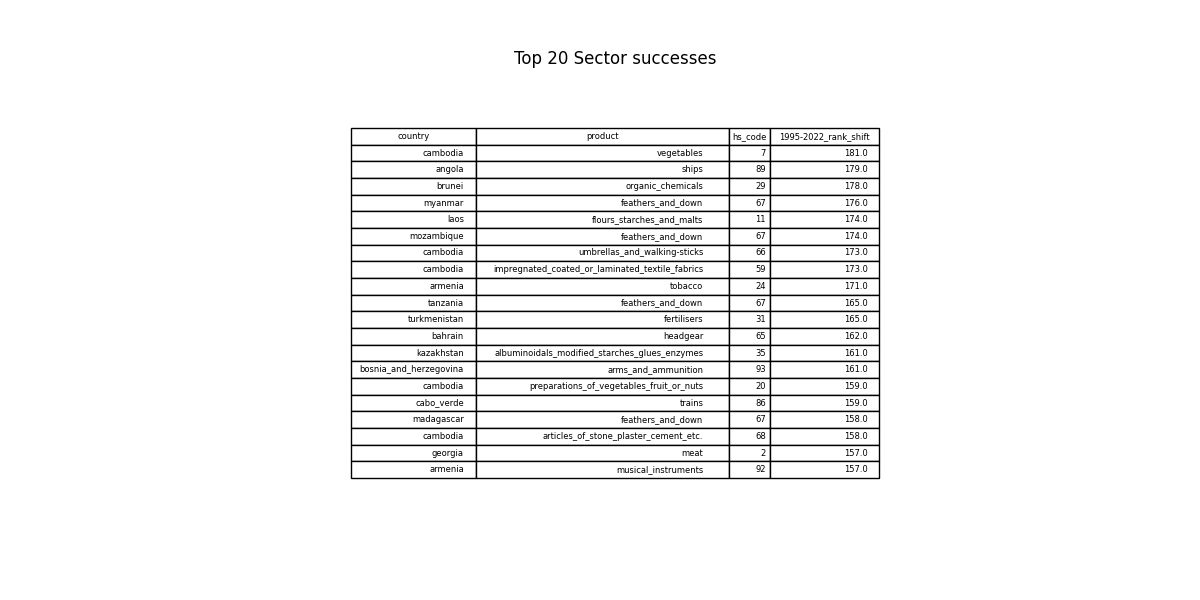 Top 20 Sector successes
country product hs_code 1995-2022_rank_shift
cambodia vegetables 7 181.0
angola ships 89 179.0
brunei organic_chemicals 29 178.0
myanmar feathers_and_down 67 176.0
laos flours_starches_and_malts 11 174.0
mozambique feathers_and_down 67 174.0
cambodia umbrellas_and_walking-sticks 66 173.0
cambodia impregnated_coated_or_laminated_textile_fabrics 59 173.0
armenia tobacco 24 171.0
tanzania feathers_and_down 67 165.0
turkmenistan fertilisers 31 165.0
bahrain headgear 65 162.0
kazakhstan albuminoidals_modified_starches_glues_enzymes 35 161.0
bosnia_and_herzegovina arms_and_ammunition 93 161.0
cambodia preparations_of_vegetables_fruit_or_nuts 20 159.0
cabo_verde trains 86 159.0
madagascar feathers_and_down 67 158.0
cambodia articles_of_stone_plaster_cement_etc. 68 158.0
georgia meat 2 157.0
armenia musical_instruments 92 157.0